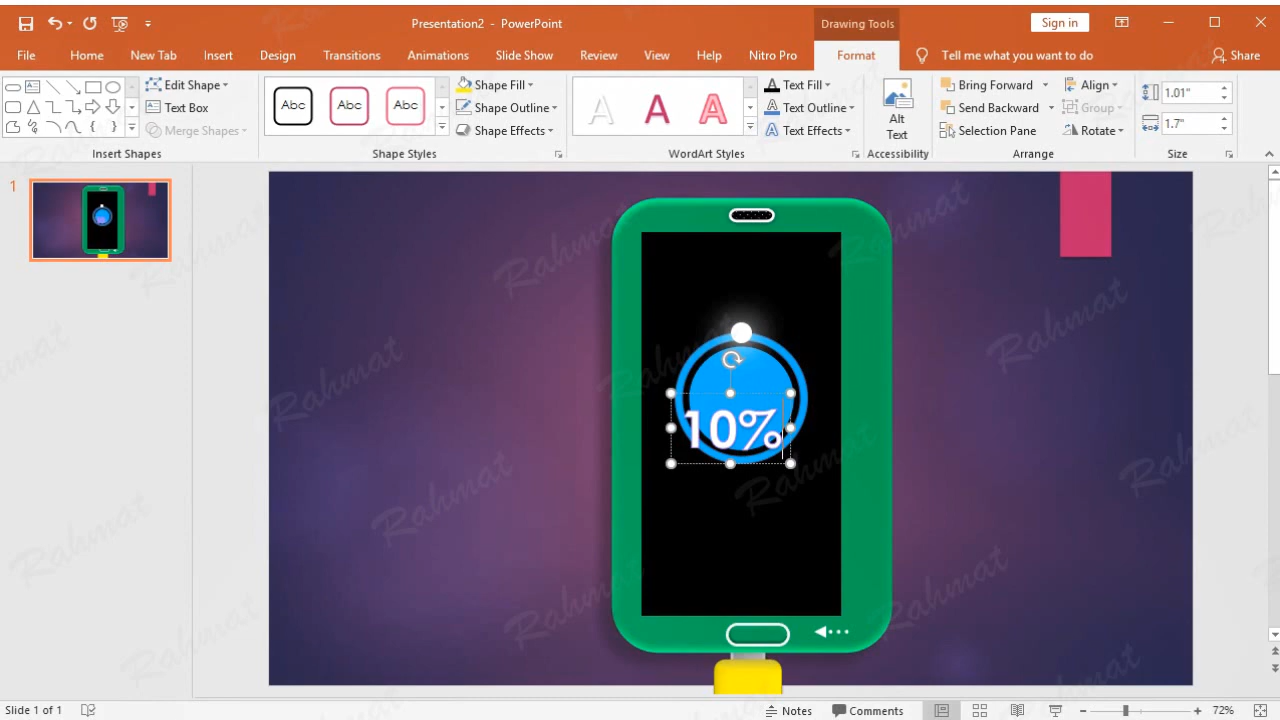 Presentation2 - PowerPoint
Drawing Tools
Sign in
File Home New Tab Insert Design Transitions Animations Slide Show Review View Help Nitro Pro Format Tell me what you want to do Share
Edit Shape
Text Box
Merge Shapes
Insert Shapes
Abc Abc Abc
Shape Fill
Shape Outline
Shape Effects
Shape Styles
A A A
Text Fill
Text Outline
Text Effects
WordArt Styles
Alt
Text
Accessibility
Bring Forward
Send Backward
Selection Pane
Align
Group
Rotate
Arrange
1.01"
1.7"
Size
1
10%
Rahmat
Slide 1 of 1
Notes
Comments
72%